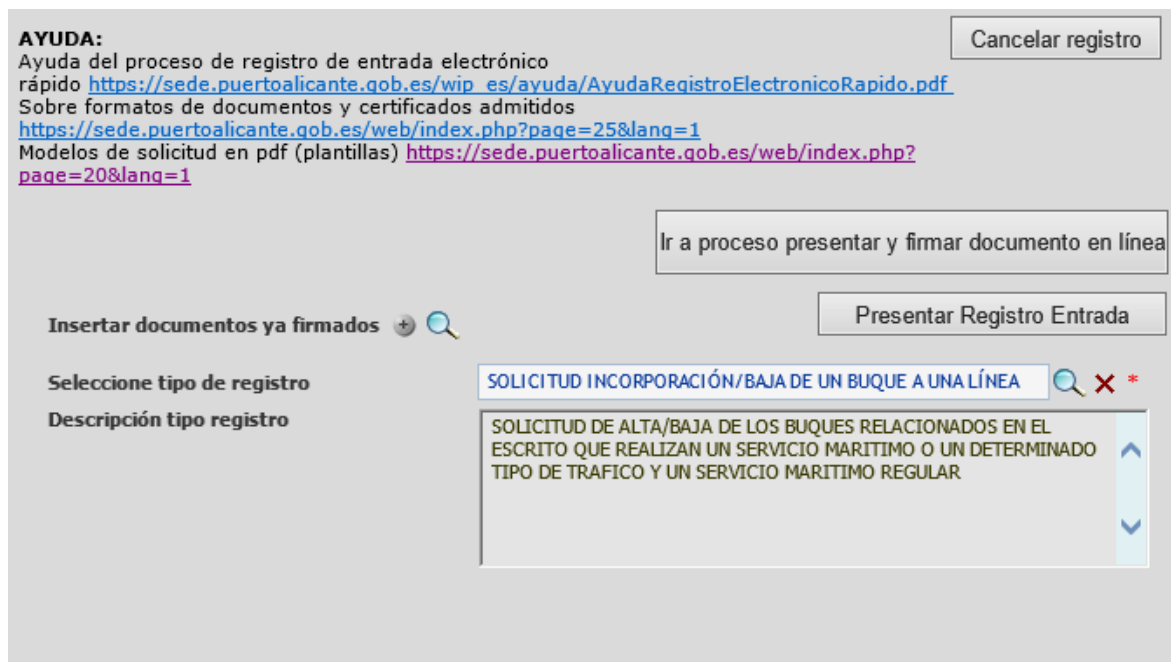 AYUDA:
Cancelar registro
Ayuda del proceso de registro de entrada electrónico
rápido https://sede.puertoalicante.gob.es/wip_es/ayuda/AyudaRegistroElectronicoRapido.pdf
Sobre formatos de documentos y certificados admitidos
https://sede.puertoalicante.gob.es/web/index.php?page=25&lang=1
Modelos de solicitud en pdf (plantillas) https://sede.puertoalicante.gob.es/web/index.php?
page=20&lang=1
Ir a proceso presentar y firmar documento en línea
Insertar documentos ya firmados
Presentar Registro Entrada
Seleccione tipo de registro
SOLICITUD INCORPORACIÓN/BAJA DE UN BUQUE A UNA LÍNEA
*
Descripción tipo registro
SOLICITUD DE ALTA/BAJA DE LOS BUQUES RELACIONADOS EN EL
ESCRITO QUE REALIZAN UN SERVICIO MARITIMO O UN DETERMINADO
TIPO DE TRAFICO Y UN SERVICIO MARITIMO REGULAR